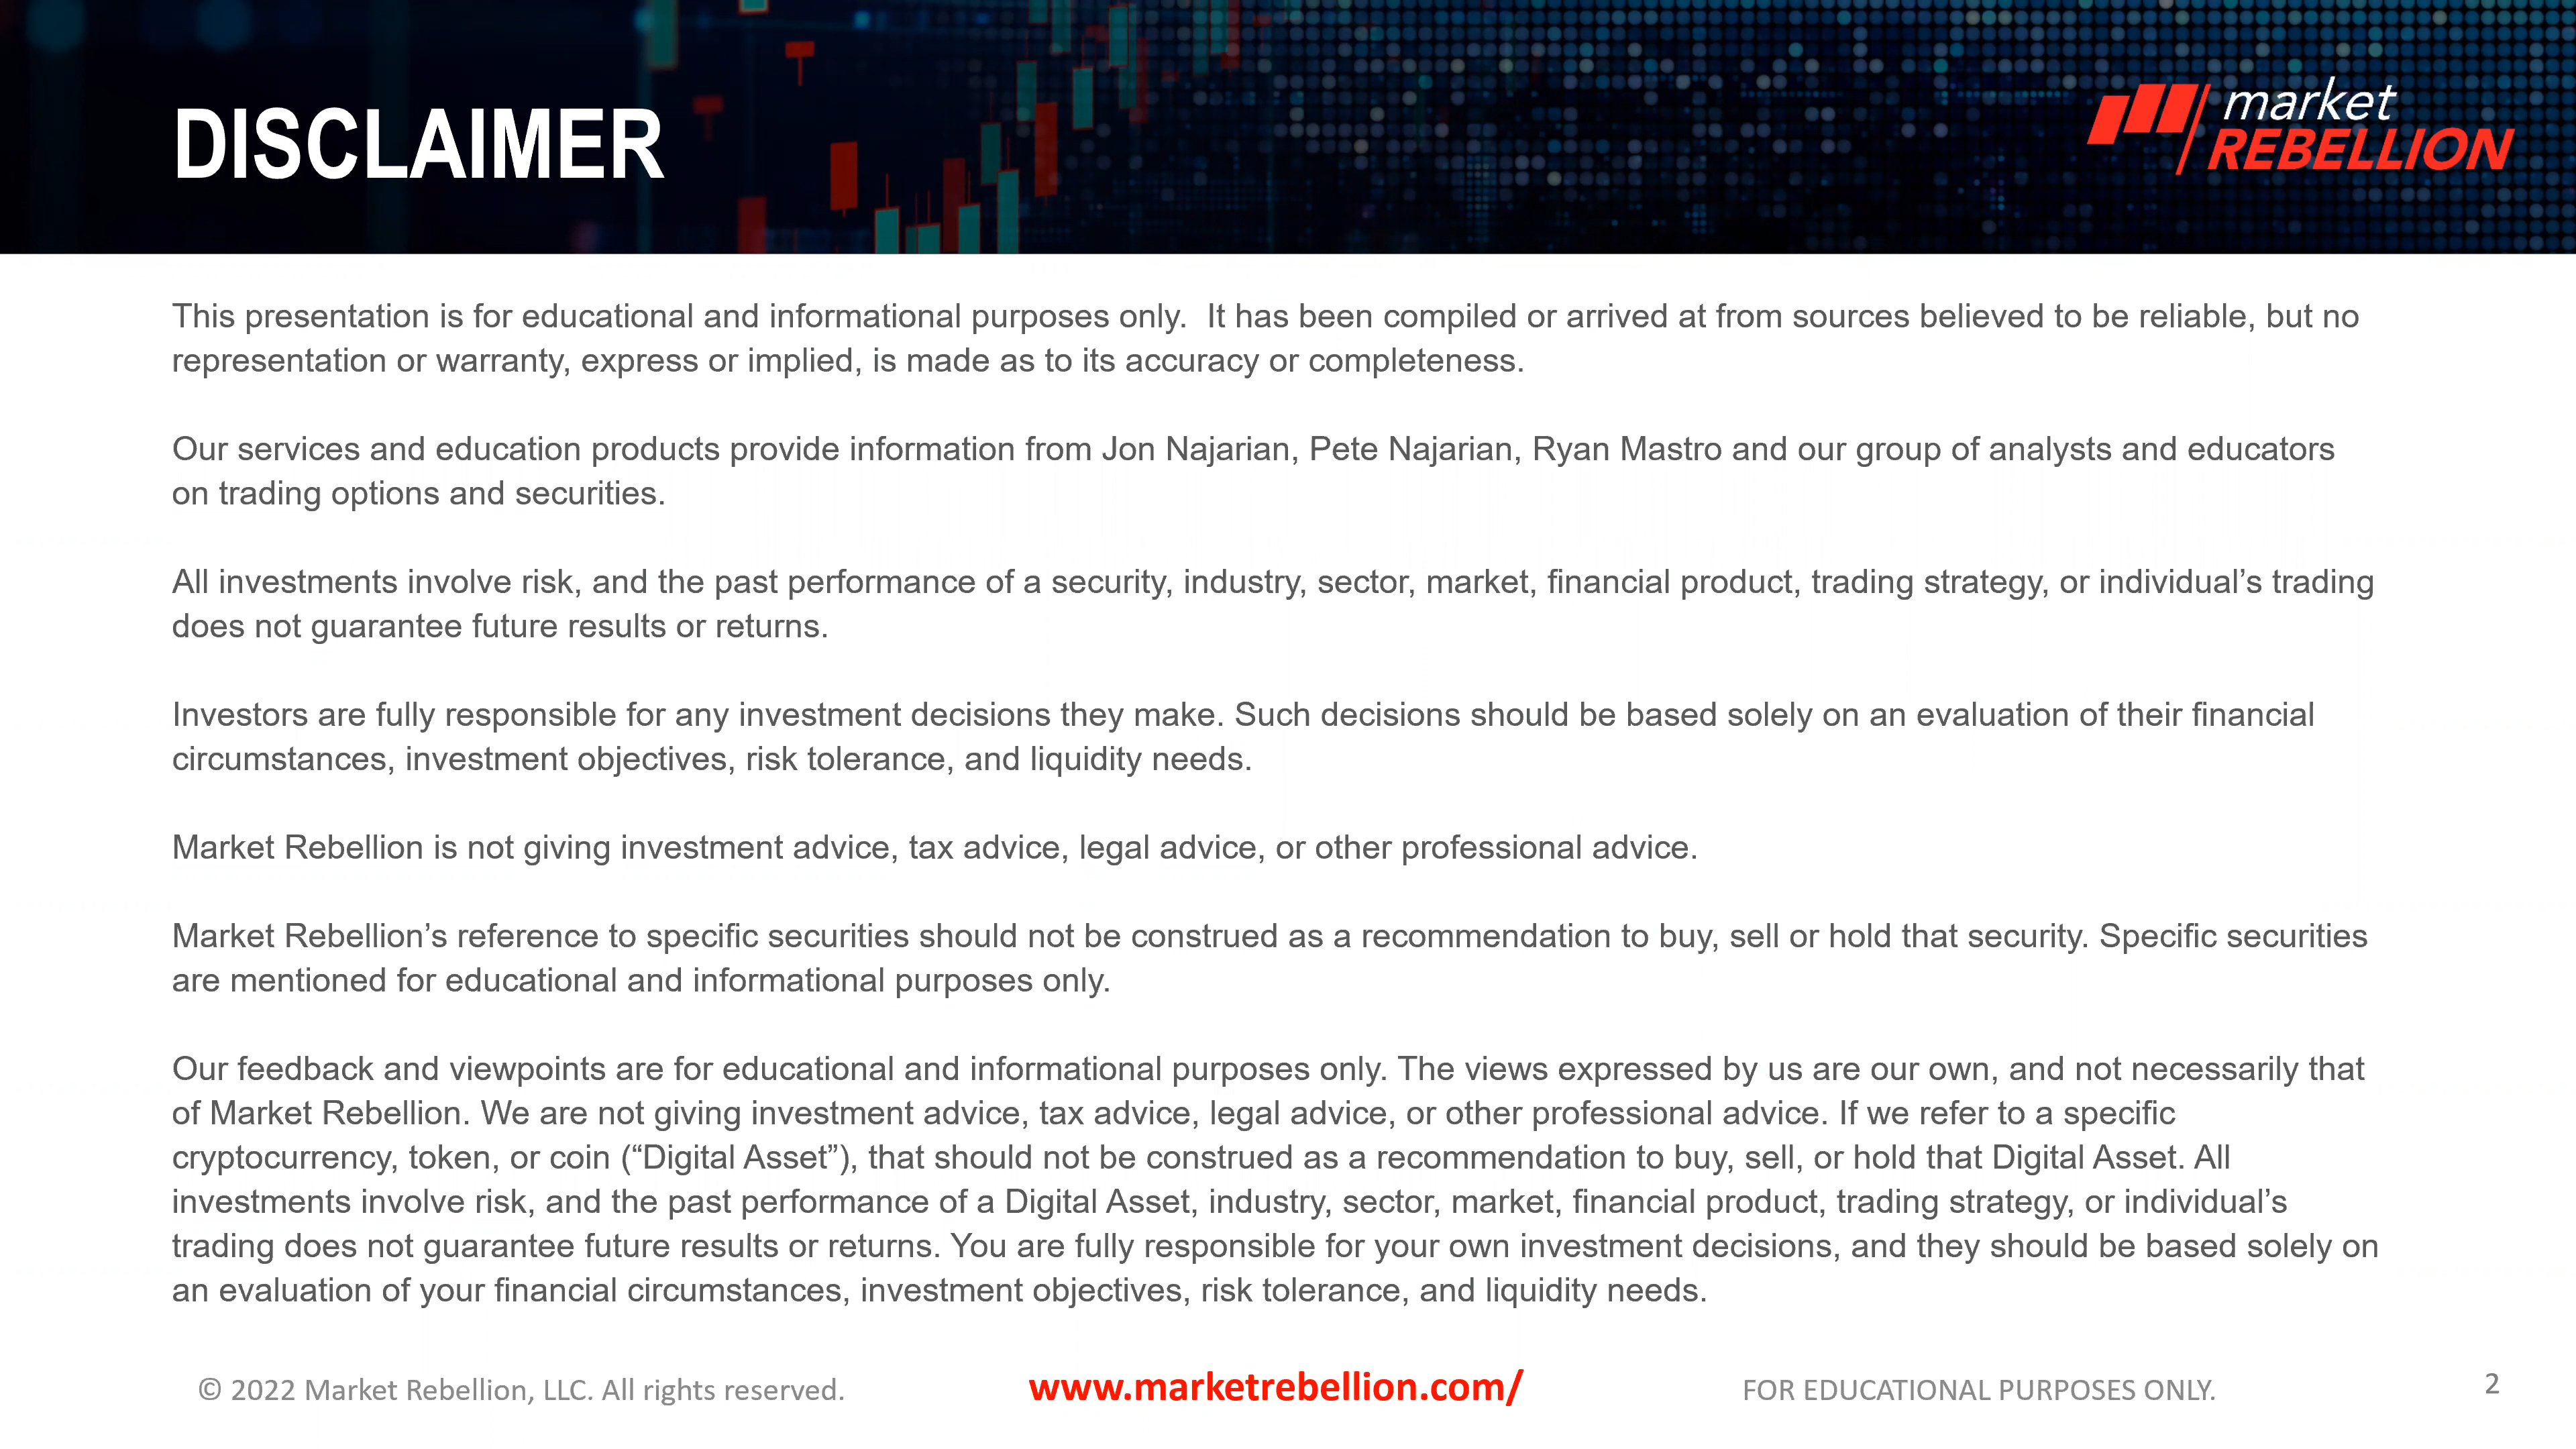 DISCLAIMER
market
REBELLION
This presentation is for educational and informational purposes only.  It has been compiled or arrived at from sources believed to be reliable, but no
representation or warranty, express or implied, is made as to its accuracy or completeness.
Our services and education products provide information from Jon Najarian, Pete Najarian, Ryan Mastro and our group of analysts and educators
on trading options and securities.
All investments involve risk, and the past performance of a security, industry, sector, market, financial product, trading strategy, or individual’s trading
does not guarantee future results or returns.
Investors are fully responsible for any investment decisions they make. Such decisions should be based solely on an evaluation of their financial
circumstances, investment objectives, risk tolerance, and liquidity needs.
Market Rebellion is not giving investment advice, tax advice, legal advice, or other professional advice.
Market Rebellion’s reference to specific securities should not be construed as a recommendation to buy, sell or hold that security. Specific securities
are mentioned for educational and informational purposes only.
Our feedback and viewpoints are for educational and informational purposes only. The views expressed by us are our own, and not necessarily that
of Market Rebellion. We are not giving investment advice, tax advice, legal advice, or other professional advice. If we refer to a specific
cryptocurrency, token, or coin (“Digital Asset”), that should not be construed as a recommendation to buy, sell, or hold that Digital Asset. All
investments involve risk, and the past performance of a Digital Asset, industry, sector, market, financial product, trading strategy, or individual’s
trading does not guarantee future results or returns. You are fully responsible for your own investment decisions, and they should be based solely on
an evaluation of your financial circumstances, investment objectives, risk tolerance, and liquidity needs.
© 2022 Market Rebellion, LLC. All rights reserved.
www.marketrebellion.com/
FOR EDUCATIONAL PURPOSES ONLY.
2